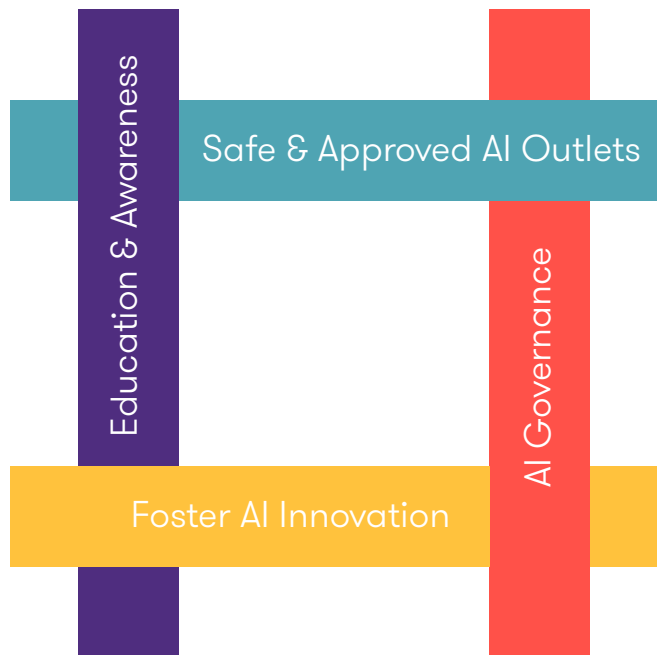 Education & Awareness
Safe & Approved AI Outlets
AI Governance
Foster AI Innovation